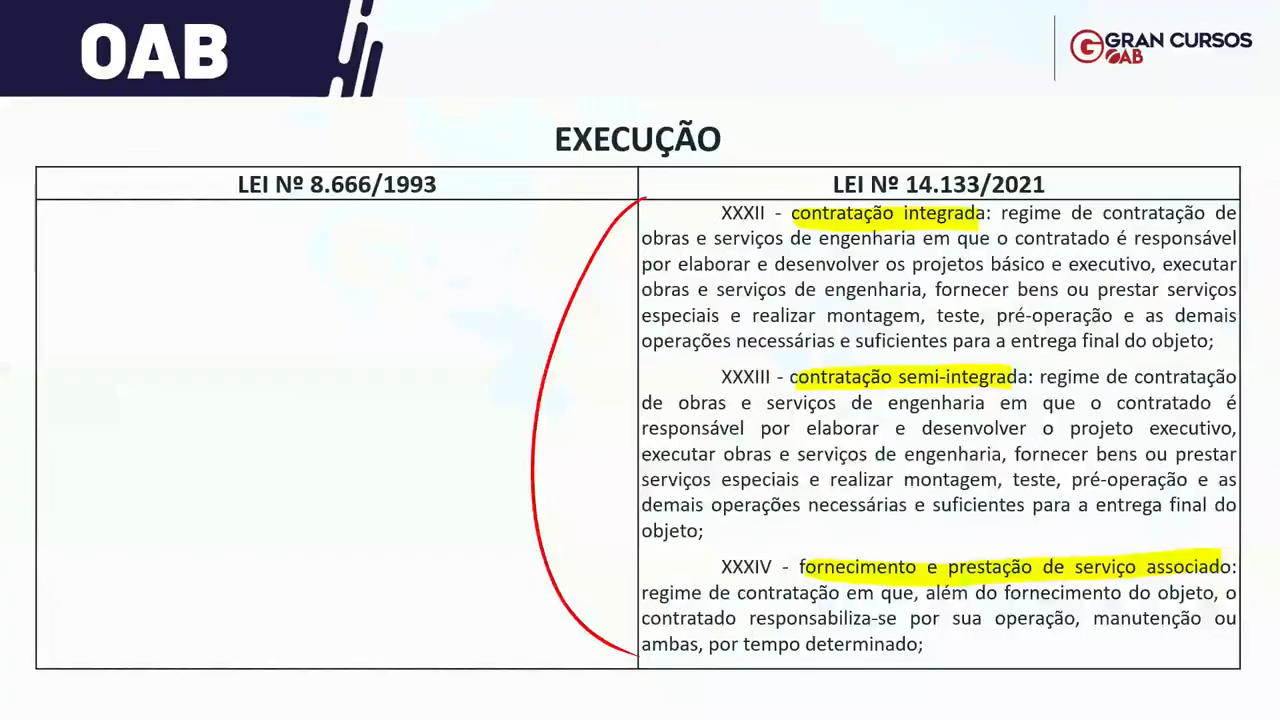 OAB
GRAN CURSOS
OAB
EXECUÇÃO
LEI Nº 8.666/1993
LEI Nº 14.133/2021
XXXII - contratação integrada: regime de contratação de
obras e serviços de engenharia em que o contratado é responsável
por elaborar e desenvolver os projetos básico e executivo, executar
obras e serviços de engenharia, fornecer bens ou prestar serviços
especiais e realizar montagem, teste, pré-operação e as demais
operações necessárias e suficientes para a entrega final do objeto;
XXXIII - contratação semi-integrada: regime de contratação
de obras e serviços de engenharia em que o contratado é
responsável por elaborar e desenvolver o projeto executivo,
executar obras e serviços de engenharia, fornecer bens ou prestar
serviços especiais e realizar montagem, teste, pré-operação e as
demais operações necessárias e suficientes para a entrega final do
objeto;
XXXIV - fornecimento e prestação de serviço associado:
regime de contratação em que, além do fornecimento do objeto, o
contratado responsabiliza-se por sua operação, manutenção ou
ambas, por tempo determinado;